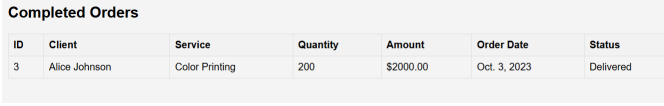 Completed Orders
ID Client Service Quantity Amount Order Date Status
3 Alice Johnson Color Printing 200 $2000.00 Oct. 3, 2023 Delivered